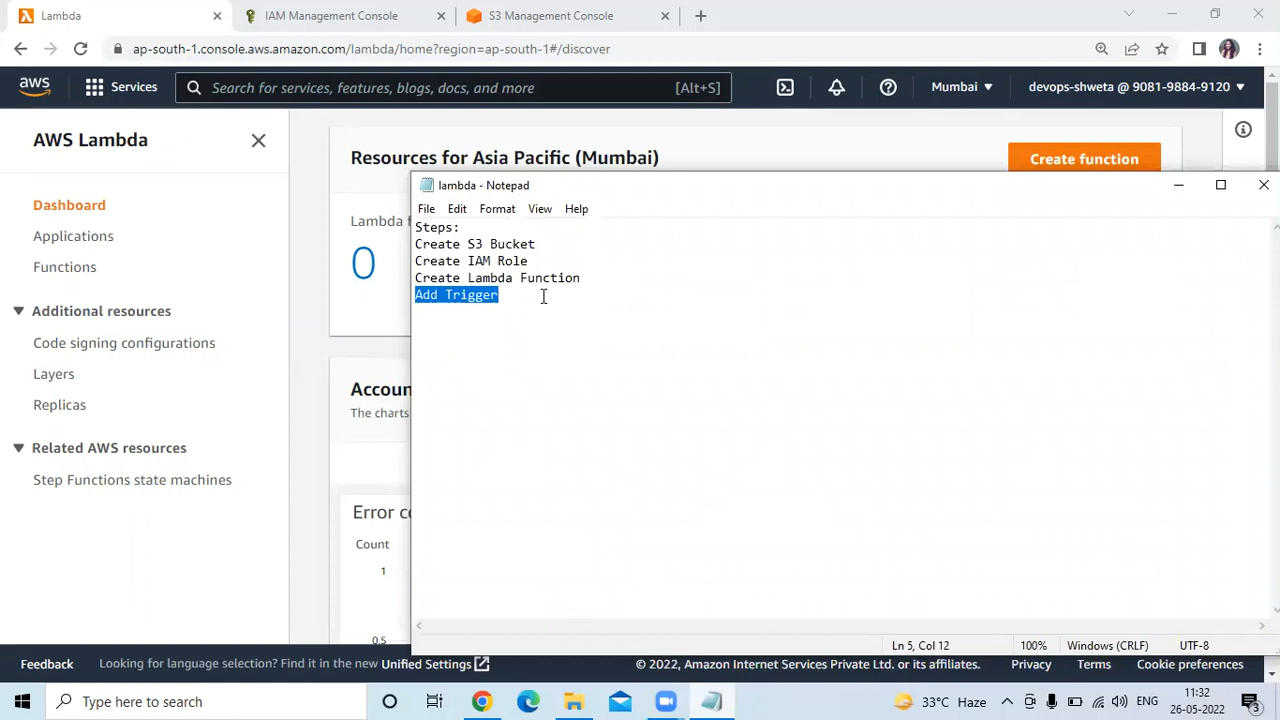 Lambda
IAM Management Console
S3 Management Console
ap-south-1.console.aws.amazon.com/lambda/home?region=ap-south-1#/discover
aws
Services
Search for services, features, blogs, docs, and more
[Alt+S]
Mumbai
devops-shweta @ 9081-9884-9120
AWS Lambda
Dashboard
Applications
Functions
Additional resources
Code signing configurations
Layers
Replicas
Related AWS resources
Step Functions state machines
Resources for Asia Pacific (Mumbai)
Create function
Lambda f
0
Accoun
The charts
Error co
Count
1
0.5
lambda - Notepad
File Edit Format View Help
Steps:
Create S3 Bucket
Create IAM Role
Create Lambda Function
Add Trigger
Ln 5, Col 12
100%
Windows (CRLF)
UTF-8
Feedback
Looking for language selection? Find it in the new Unified Settings
© 2022, Amazon Internet Services Private Ltd. or its affiliates.
Privacy
Terms
Cookie preferences
Type here to search
33°C Haze
ENG
11:32
26-05-2022
3